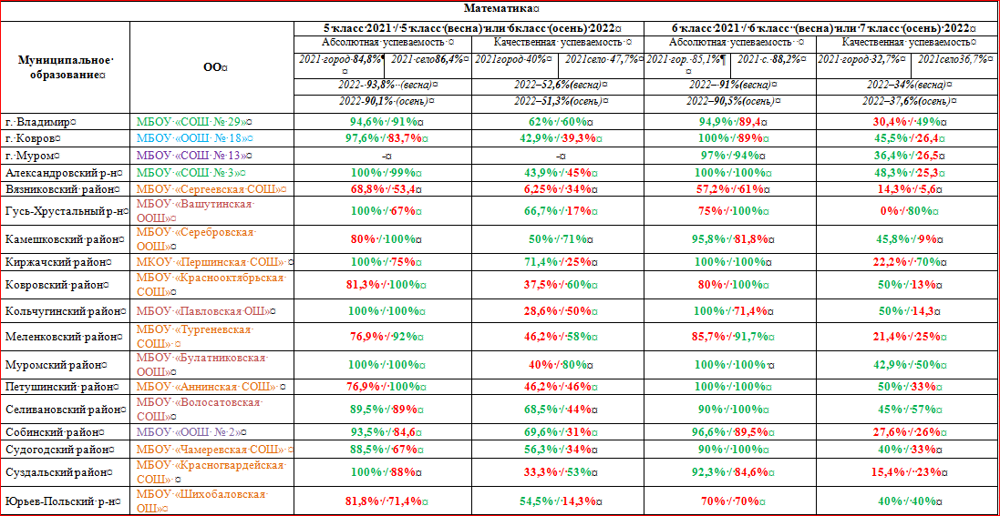 Математика¤
Муниципальное· образование¤
ОО¤
5·класс·2021·/·5·класс·(весна)·или·6класс·(осень)·2022¤
6·класс·2021·/·6·класс··(весна)·или·7·класс·(осень)·2022¤
Абсолютная·успеваемость·¤
Качественная·успеваемость·¤
Абсолютная·успеваемость··¤
Качественная·успеваемость¤
2021·город·84,8%¶ ¤
2021·село86,4%¤
2021город·40%¤
2021село·47,7%¤
2021·гор.·85,1%¶ ¤
2021·с.·88,2%¤
2021·город·32,7%¤
2021село36,7%¤
2022-·93,8%··(весна)¤
2022–52,6%(весна)¤
2022–·91%(весна)¤
2022–34%(весна)¤
2022-90,1%·(осень)¤
2022–51,3%(осень)¤
2022–90,5%(осень)¤
2022–37,6%(осень)¤
г.·Владимир¤ МБОУ·«СОШ·№·29»¤ 94,6%·/·91%¤ 62%·/·60%¤ 94,9%·/·89,4¤ 30,4%·/·49%¤
г.·Ковров¤ МБОУ·«ООШ·№·18»¤ 97,6%·/·83,7%¤ 42,9%·/·39,3%¤ 100%·/·89%¤ 45,5%·/·26,4¤
г.·Муром¤ МБОУ·«СОШ·№·13»¤ -¤ -¤ 97%·/·94%¤ 36,4%·/·26,5¤
Александровский·р-н¤ МБОУ·«СОШ·№·3»¤ 100%·/·99%¤ 43,9%·/·45%¤ 100%·/·100%¤ 48,3%·/·25,3¤
Вязниковский·район¤ МБОУ·«Сергеевская·СОШ»¤ 68,8%·/·53,4¤ 6,25%·/·34%¤ 57,2%·/·61%¤ 14,3%·/·5,6¤
Гусь-Хрустальный·р-н¤ МБОУ·«Вашутинская· ООШ»¤ 100%·/·67%¤ 66,7%·/·17%¤ 75%·/·100%¤ 0%·/·80%¤
Камешковский·район¤ МБОУ·«Серебровская· ООШ»¤ 80%·/·100%¤ 50%·/·71%¤ 95,8%·/·81,8%¤ 45,8%·/·9%¤
Киржачский·район¤ МКОУ·«Першинская·СОШ»¤ 100%·/·75%¤ 71,4%·/·25%¤ 100%·/·100%¤ 22,2%·/·70%¤
Ковровский·район¤ МБОУ·«Краснооктябрьская· СОШ»¤ 81,3%·/·100%¤ 37,5%·/·60%¤ 80%·/·100%¤ 50%·/·13%¤
Кольчугинский·район¤ МБОУ·«Павловская·ОШ»¤ 100%·/·100%¤ 28,6%·/·50%¤ 100%·/·71,4%¤ 50%·/·14,3¤
Меленковский·район¤ МБОУ·«Тургеневская· СОШ»·¤ 76,9%·/·92%¤ 46,2%·/·58%¤ 85,7%·/·91,7%¤ 21,4%·/·25%¤
Муромский·район¤ МБОУ·«Булатниковская· ООШ»¤ 100%·/·100%¤ 40%·/·80%¤ 100%·/·100%·¤ 42,9%·/·50%¤
Петушинский·район¤ МБОУ·«Аннинская·СОШ»·¤ 76,9%·/·100%¤ 46,2%·/·46%¤ 100%·/·100%¤ 50%·/·33%¤
Селивановский·район¤ МБОУ·«Волосатовская· СОШ»¤ 89,5%·/·89%¤ 68,5%·/·44%¤ 90%·/·100%¤ 45%·/·57%¤
Собинский·район¤ МБОУ·«ООШ·№·2»¤ 93,5%·/·84,6¤ 69,6%·/·31%¤ 96,6%·/·89,5%¤ 27,6%·/·26%¤
Судогодский·район¤ МБОУ·«Чамеревская·СОШ»·¤ 88,5%·/·67%¤ 56,3%·/·34%¤ 90%·/·100%¤ 40%·/·33%¤
Суздальский·район¤ МБОУ·«Красногвардейская· СОШ»·¤ 100%·/·88%¤ 33,3%·/·53%¤ 92,3%·/·84,6%¤ 15,4%·/··23%¤
Юрьев-Польский·р-н¤ МБОУ·«Шихобаловская· ОШ»¤ 81,8%·/·71,4%¤ 54,5%·/·14,3%¤ 70%·/·70%¤ 40%·/·40%¤